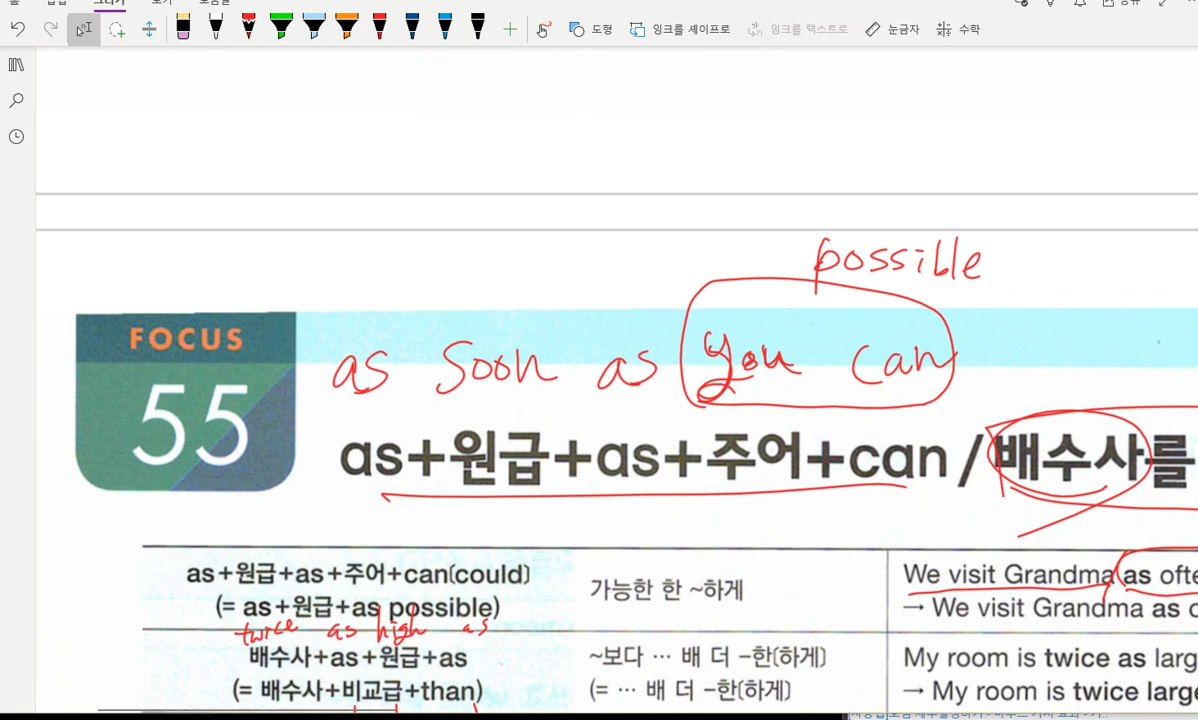 도형 잉크를 셰이프로 잉크를 텍스트로 눈금자 수학
possible
FOCUS
55
as soon as you can
as+원급+as+주어+can / 배수사를
as+원급+as+주어+can(could)
(= as+원급+as possible)
가능한 한 ~하게
We visit Grandma as ofte
→ We visit Grandma as o
twice as high as
배수사+as+원급+as
(= 배수사+비교급+than)
~보다 … 배 더 –한(하게)
(= … 배 더 –한(하게)
My room is twice as larg
→ My room is twice large